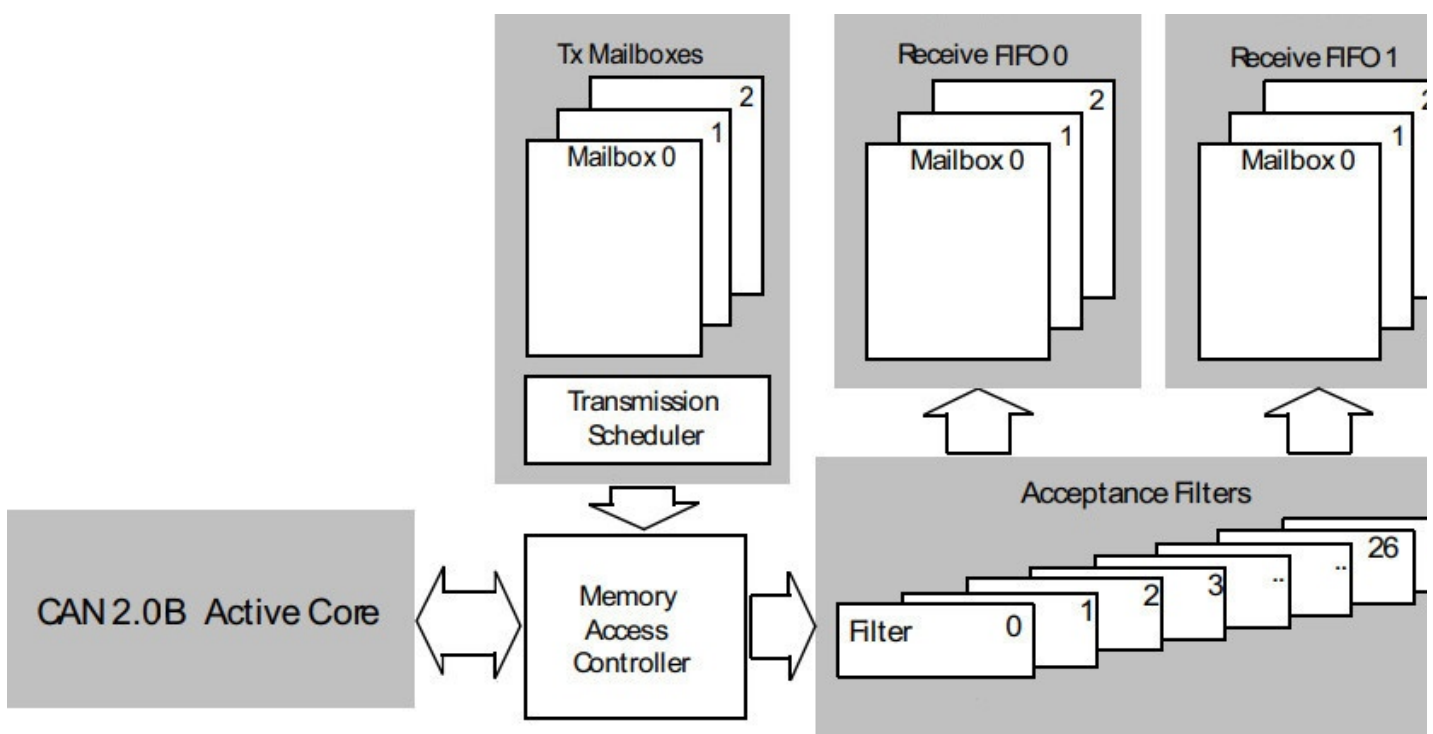 Tx Mailboxes
2
1
Mailbox 0
Transmission
Scheduler
Receive FIFO 0
2
1
Mailbox 0
Receive FIFO 1
2
1
Mailbox 0
Acceptance Filters
Filter 0
1
2
3
..
..
26
CAN 2.0B Active Core
Memory
Access
Controller